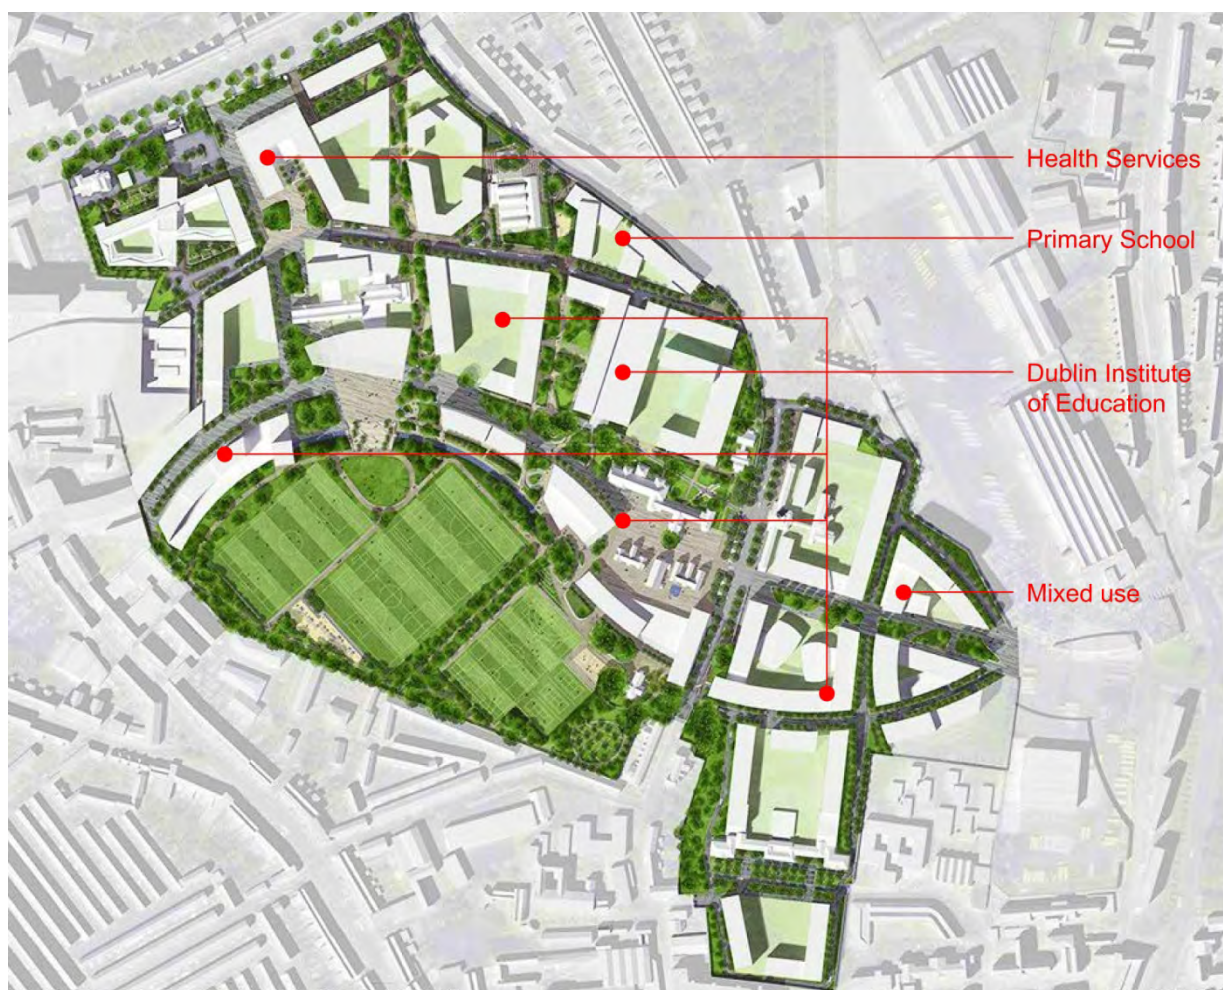 Health Services
Primary School
Dublin Institute
of Education
Mixed use